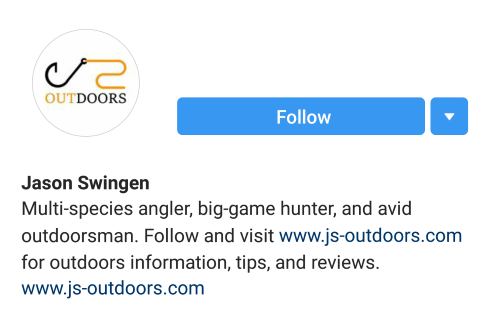 OUTDOORS
Follow
Jason Swingen
Multi-species angler, big-game hunter, and avid
outdoorsman. Follow and visit www.js-outdoors.com
for outdoors information, tips, and reviews.
www.js-outdoors.com